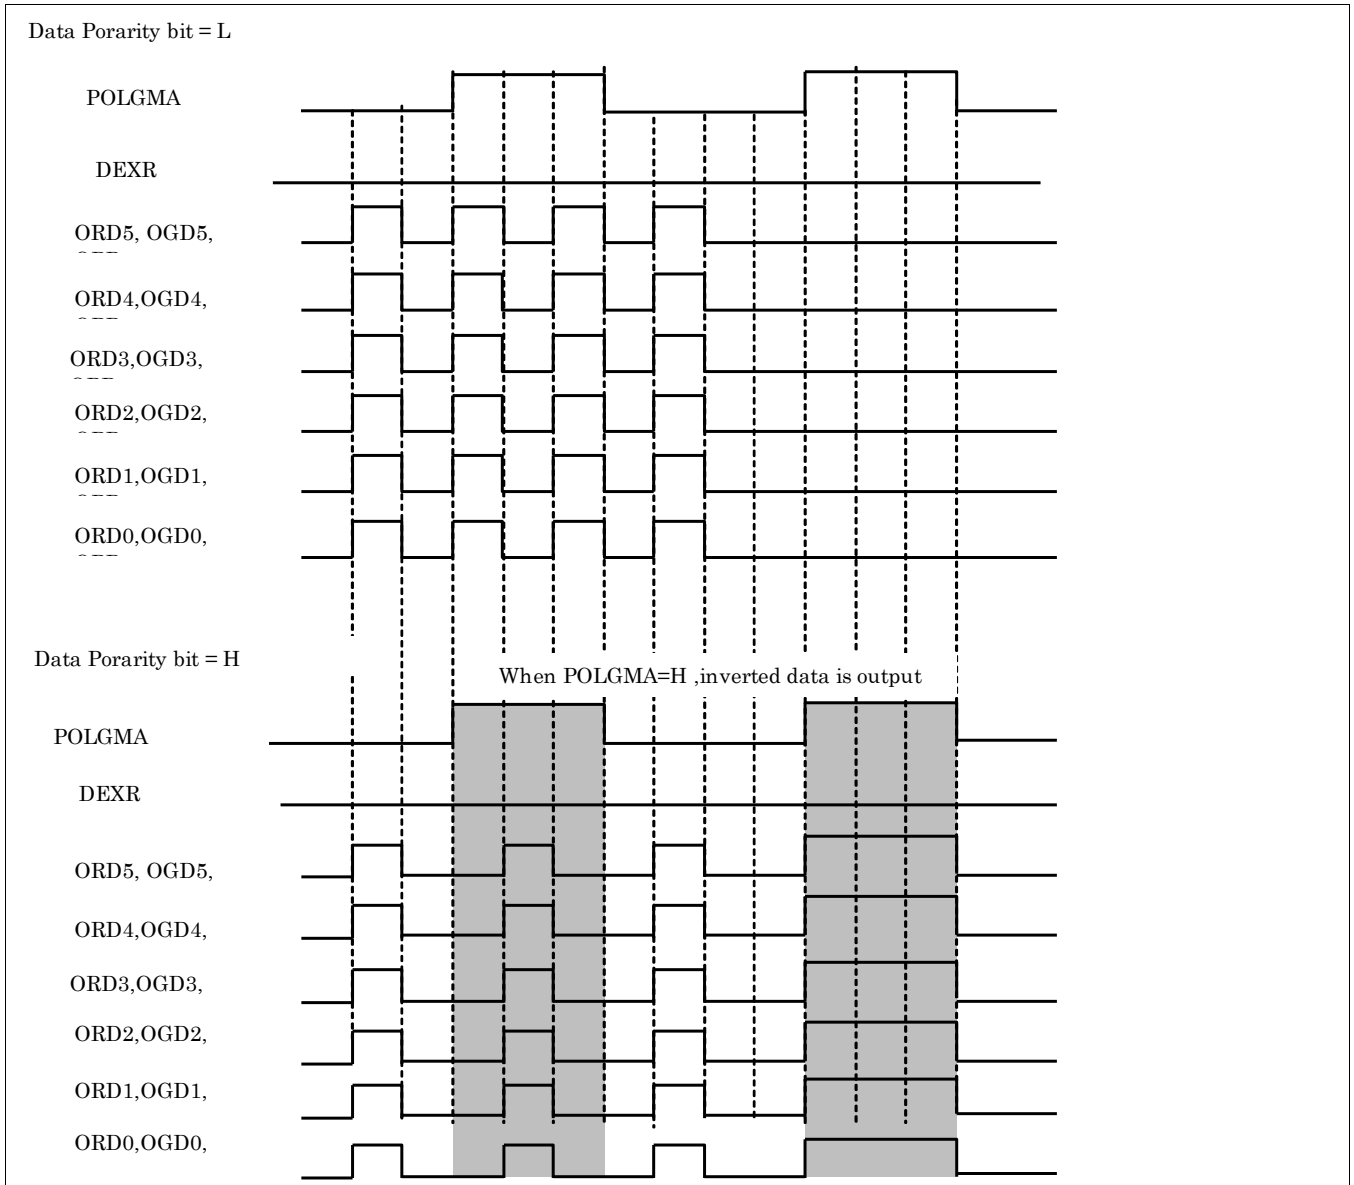 Data Porarity bit = L
POLGMA
DEXR
ORD5, OGD5,
ORD4,OGD4,
ORD3,OGD3,
ORD2,OGD2,
ORD1,OGD1,
ORD0,OGD0,
Data Porarity bit = H
When POLGMA=H ,inverted data is output
POLGMA
DEXR
ORD5, OGD5,
ORD4,OGD4,
ORD3,OGD3,
ORD2,OGD2,
ORD1,OGD1,
ORD0,OGD0,